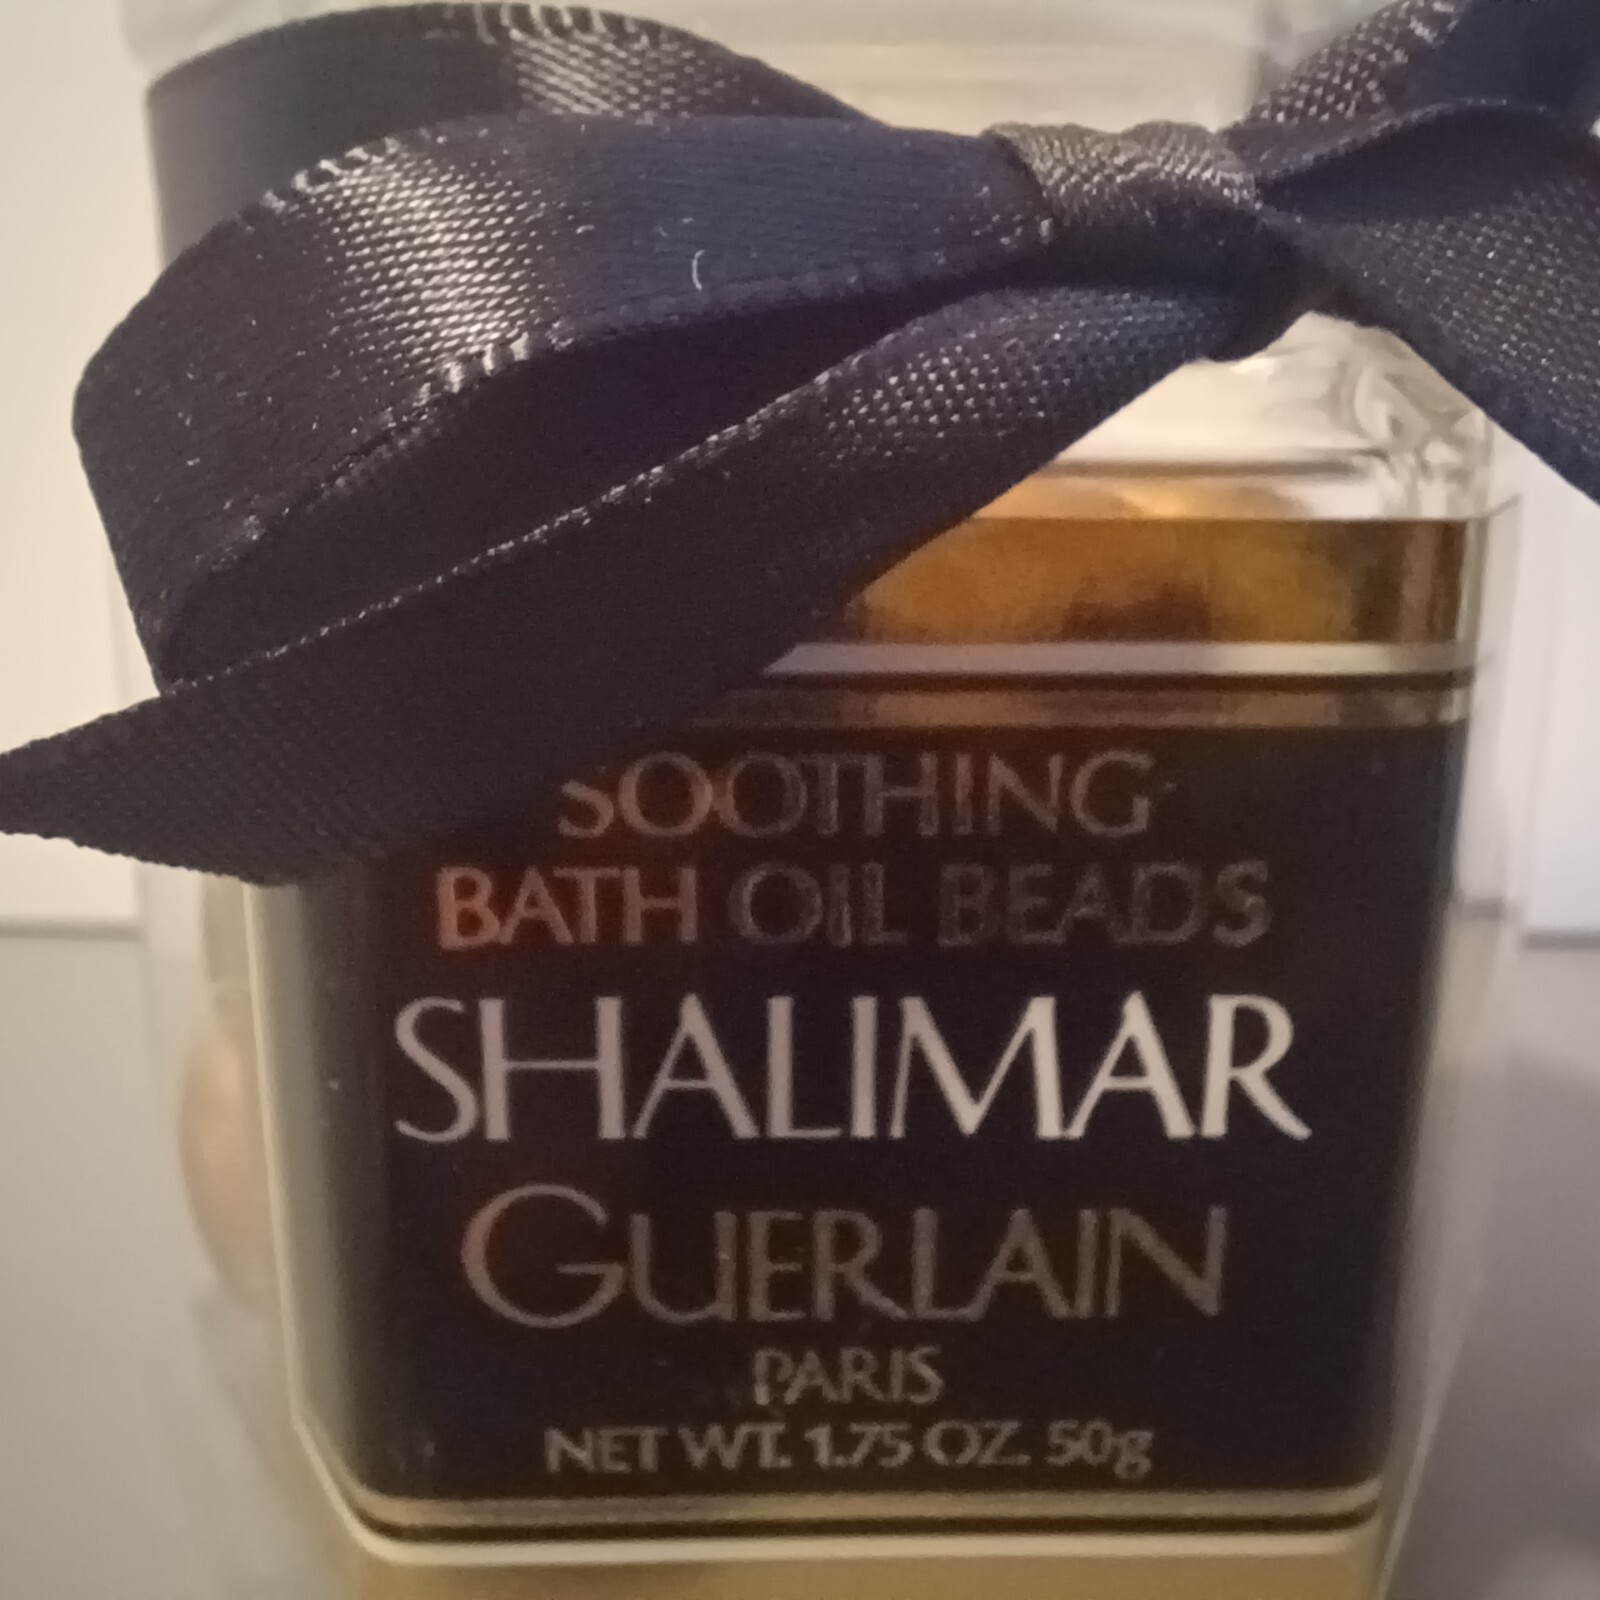 SOOTHING
BATH OIL BEADS
SHALIMAR
GUERLAIN
PARIS
NET WT. 1.75 OZ. 50g